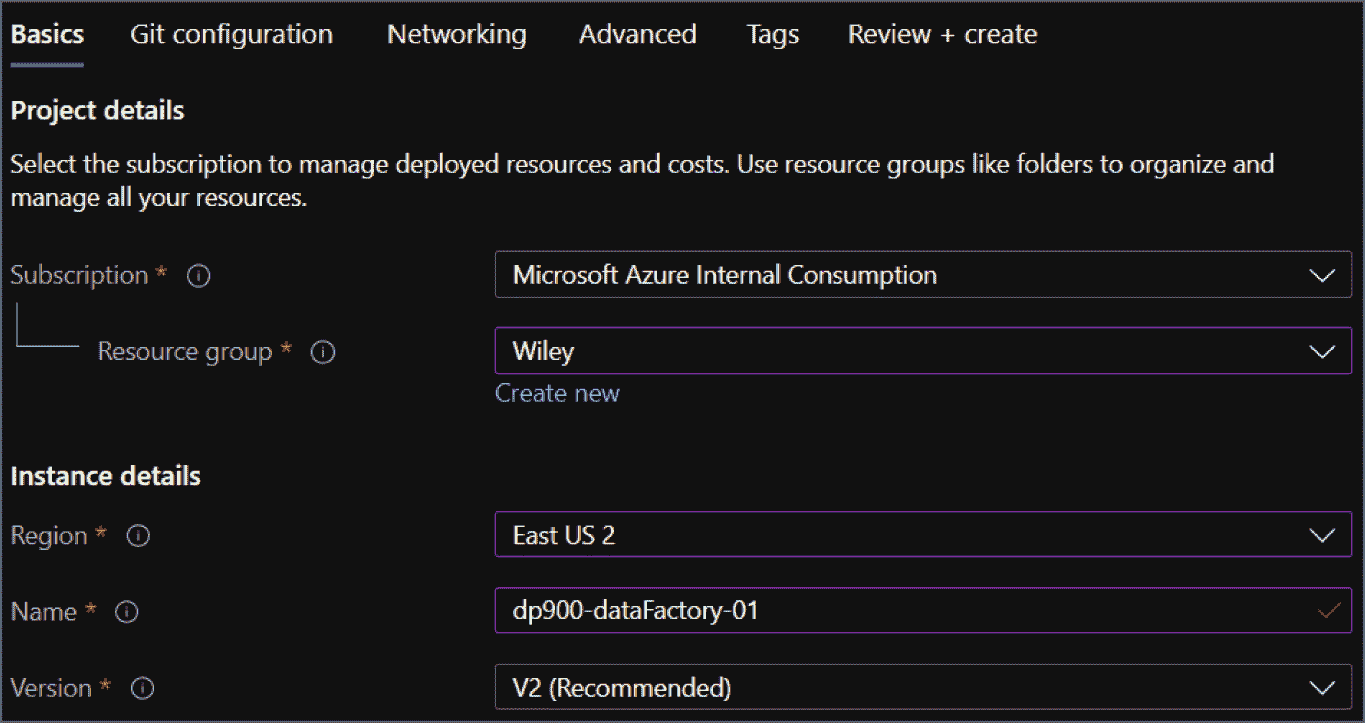 Basics Git configuration Networking Advanced Tags Review + create
Project details
Select the subscription to manage deployed resources and costs. Use resource groups like folders to organize and
manage all your resources.
Subscription * Microsoft Azure Internal Consumption
Resource group * Wiley
Create new
Instance details
Region * East US 2
Name * dp900-dataFactory-01
Version * V2 (Recommended)